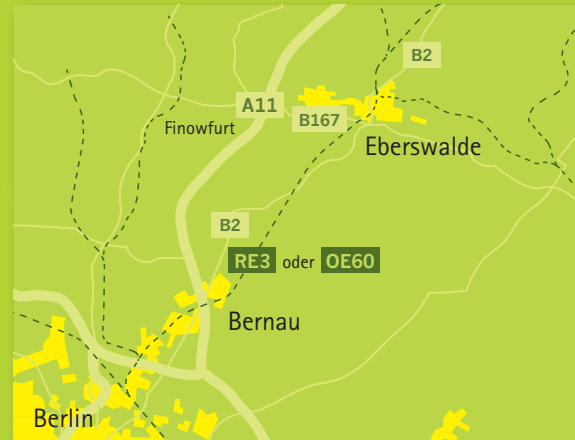 B2
A11
B167
Finowfurt
Eberswalde
B2
RE3 oder OE60
Bernau
Berlin